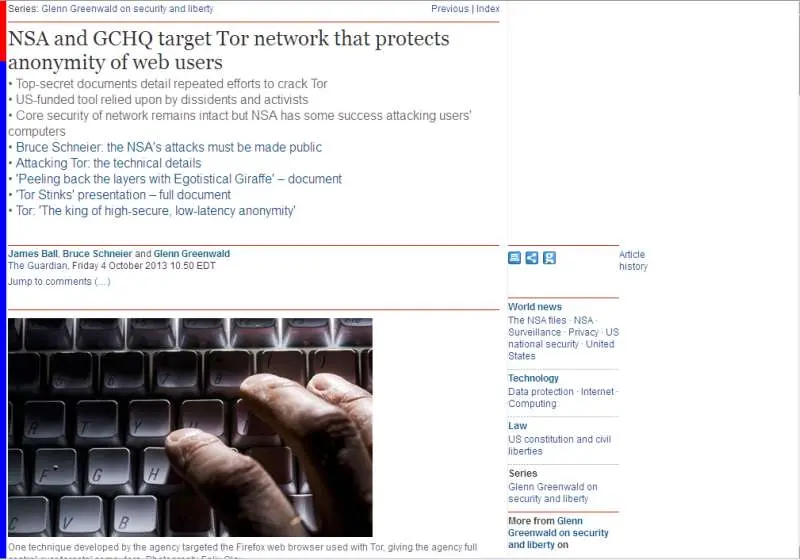 Series: Glenn Greenwald on security and liberty
Previous | Index
NSA and GCHQ target Tor network that protects
anonymity of web users
• Top-secret documents detail repeated efforts to crack Tor
• US-funded tool relied upon by dissidents and activists
• Core security of network remains intact but NSA has some success attacking users'
computers
• Bruce Schneier: the NSA's attacks must be made public
• Attacking Tor: the technical details
• 'Peeling back the layers with Egotistical Giraffe' – document
• 'Tor Stinks' presentation – full document
• Tor: 'The king of high-secure, low-latency anonymity'
James Ball, Bruce Schneier and Glenn Greenwald
The Guardian, Friday 4 October 2013 10.50 EDT
Jump to comments (…)
Article
history
World news
The NSA files · NSA ·
Surveillance · Privacy · US
national security · United
States
Technology
Data protection · Internet ·
Computing
Law
US constitution and civil
liberties
Series
Glenn Greenwald on
security and liberty
More from Glenn
Greenwald on security
and liberty on
R
T
Y
F
G
H
C
V
B
One technique developed by the agency targeted the Firefox web browser used with Tor, giving the agency full